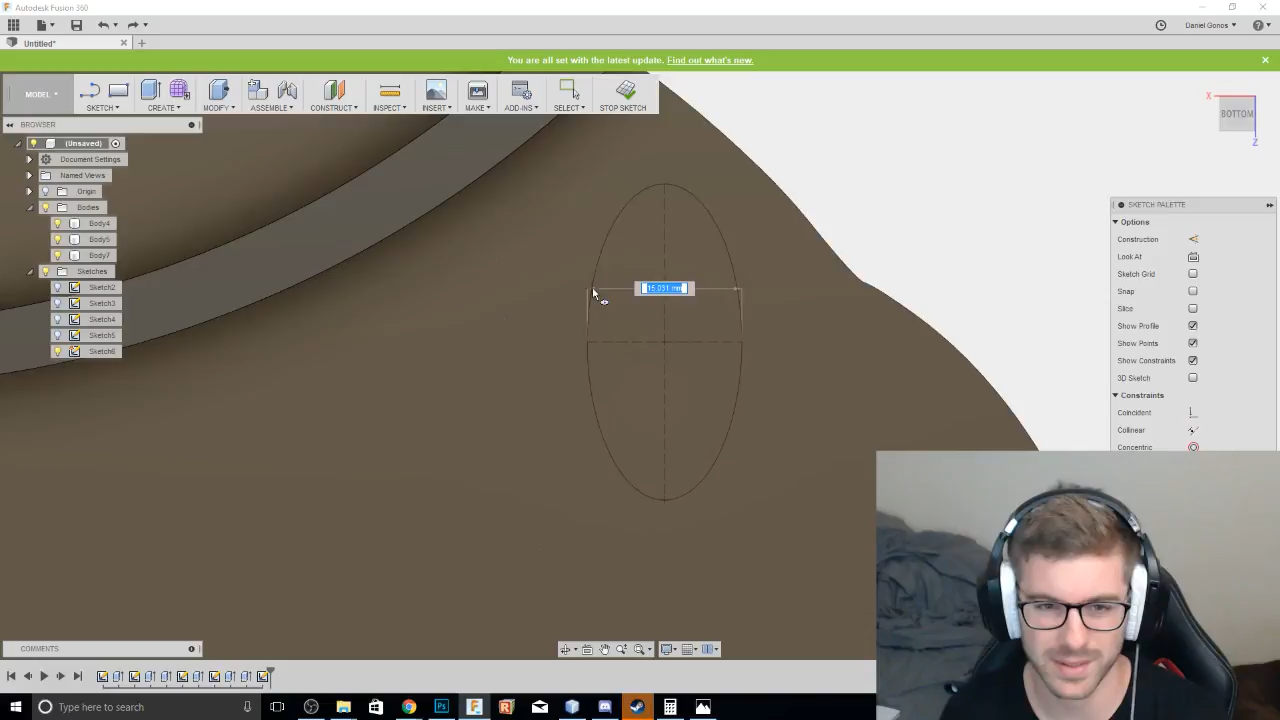 Autodesk Fusion 360
Daniel Gonos
Untitled*
You are all set with the latest update. Find out what's new.
MODEL
SKETCH
CREATE
MODIFY
ASSEMBLE
CONSTRUCT
INSPECT
INSERT
MAKE
ADD-INS
SELECT
STOP SKETCH
X
BOTTOM
Z
BROWSER
(Unsaved)
Document Settings
Named Views
Origin
Bodies
Body4
Body5
Body7
Sketches
Sketch2
Sketch3
Sketch4
Sketch5
Sketch6
15.031 mm
SKETCH PALETTE
Options
Construction
Look At
Sketch Grid
Snap
Slice
Show Profile
Show Points
Show Constraints
3D Sketch
Constraints
Coincident
Collinear
Concentric
COMMENTS
Type here to search